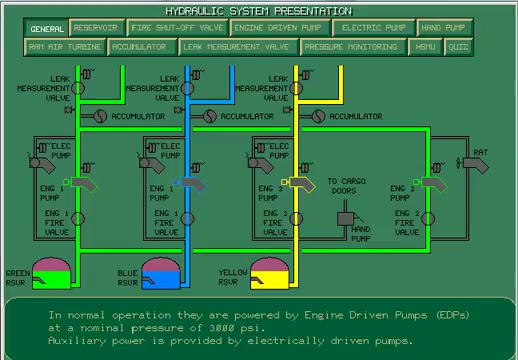 HYDRAULIC SYSTEM PRESENTATION
GENERAL RESERVOIR FIRE SHUT-OFF VALVE ENGINE DRIVEN PUMP ELECTRIC PUMP HAND PUMP
RAM AIR TURBINE ACCUMULATOR LEAK MEASUREMENT VALVE PRESSURE MONITORING HSMU QUIZ
LEAK
MEASUREMENT
VALVE
LEAK
MEASUREMENT
VALVE
LEAK
MEASUREMENT
VALVE
ACCUMULATOR
ACCUMULATOR
ACCUMULATOR
ELEC
PUMP
ELEC
PUMP
ELEC
PUMP
RAT
ENG 1
PUMP
ENG 1
PUMP
ENG 2
PUMP
TO CARGO
DOORS
ENG 2
PUMP
ENG 1
FIRE
VALVE
ENG 1
FIRE
VALVE
ENG 2
FIRE
VALVE
HAND
PUMP
ENG 2
FIRE
VALVE
GREEN
RSVR
BLUE
RSVR
YELLOW
RSVR
In normal operation they are powered by Engine Driven Pumps (EDPs)
at a nominal pressure of 3000 psi.
Auxiliary power is provided by electrically driven pumps.